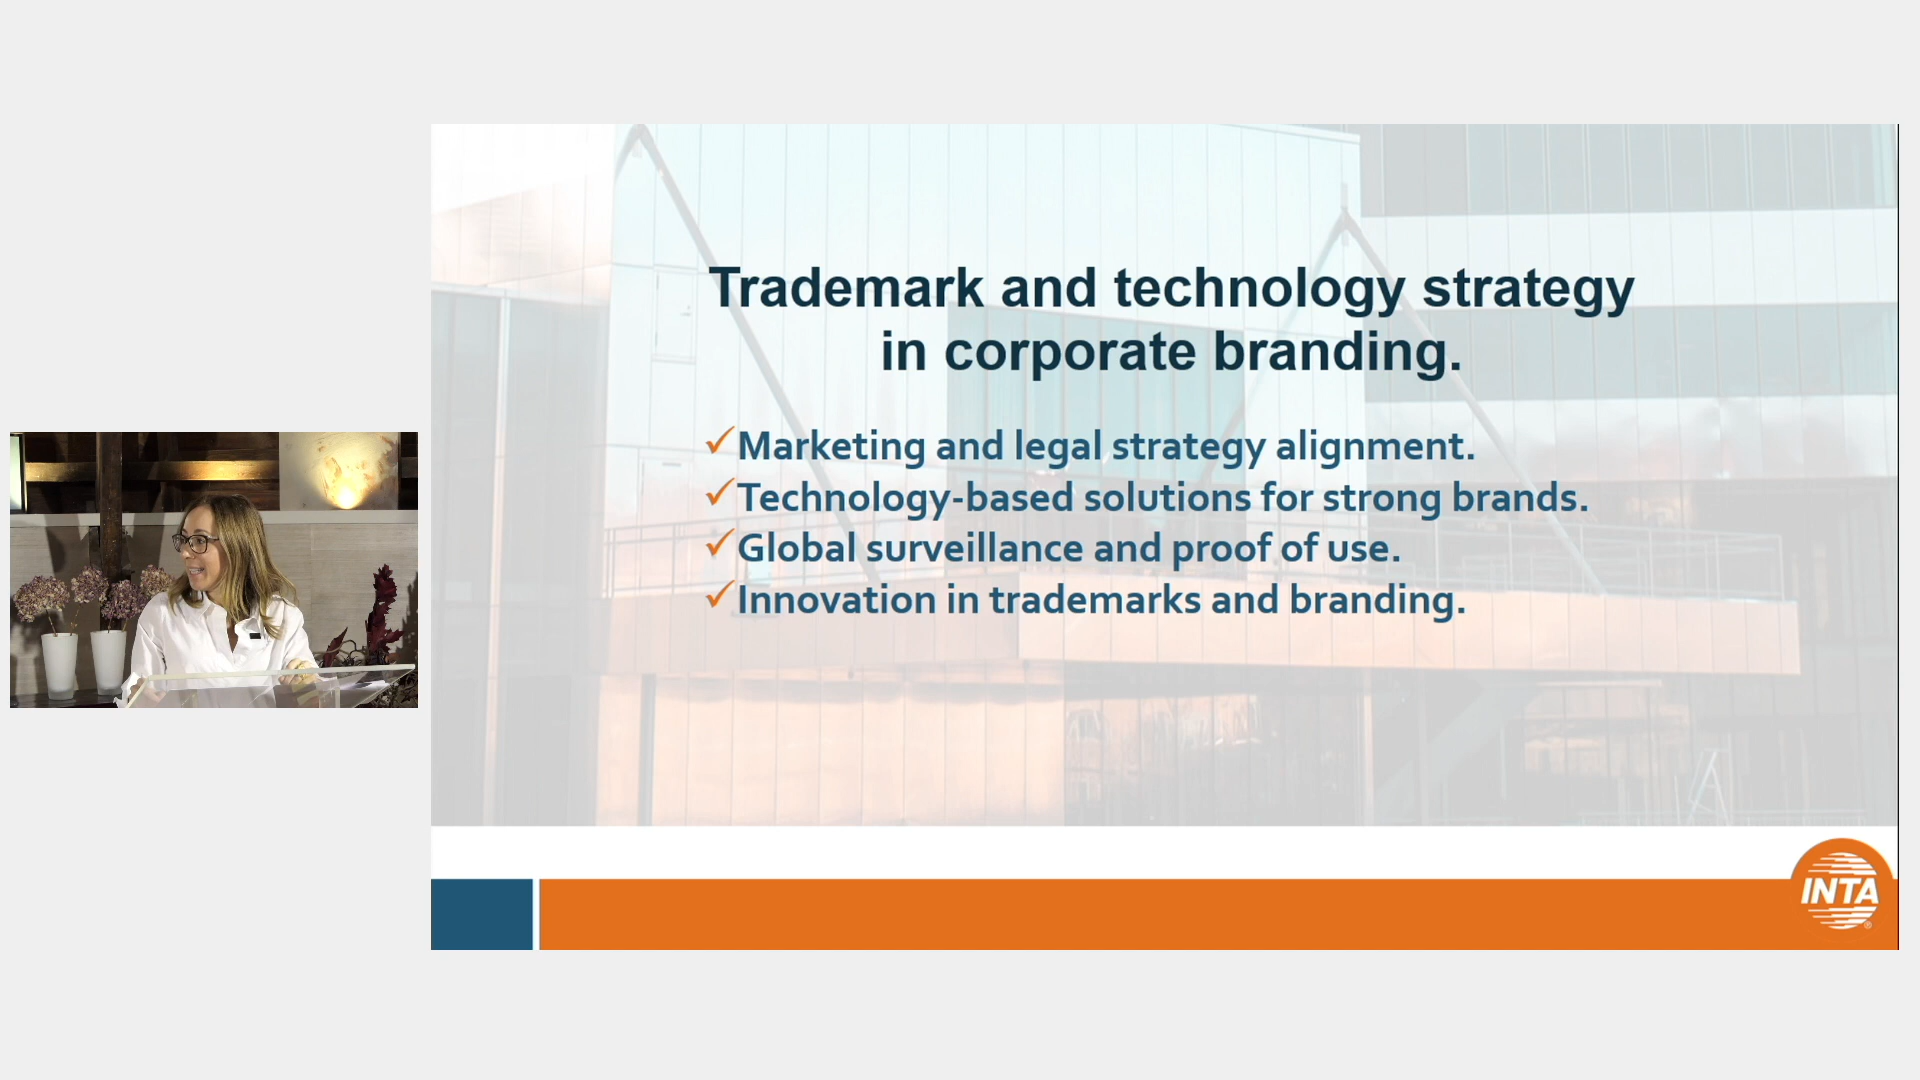 Trademark and technology strategy
in corporate branding.
✓Marketing and legal strategy alignment.
✓Technology-based solutions for strong brands.
✓Global surveillance and proof of use.
✓Innovation in trademarks and branding.
INTA
®